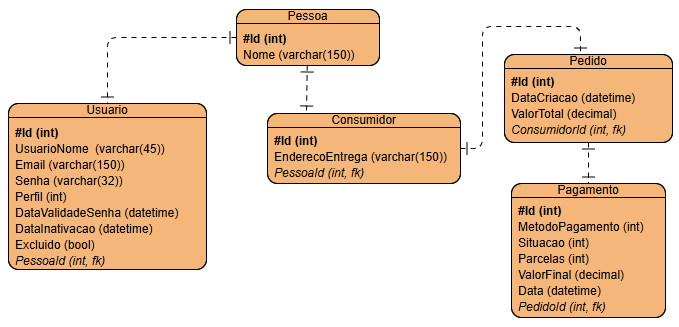 Pessoa
#Id (int)
Nome (varchar(150))
Usuario
#Id (int)
UsuarioNome (varchar(45))
Email (varchar(150))
Senha (varchar(32))
Perfil (int)
DataValidadeSenha (datetime)
DataInativacao (datetime)
Excluido (bool)
PessoaId (int, fk)
Consumidor
#Id (int)
EnderecoEntrega (varchar(150))
PessoaId (int, fk)
Pedido
#Id (int)
DataCriacao (datetime)
ValorTotal (decimal)
ConsumidorId (int, fk)
Pagamento
#Id (int)
MetodoPagamento (int)
Situacao (int)
Parcelas (int)
ValorFinal (decimal)
Data (datetime)
PedidoId (int, fk)